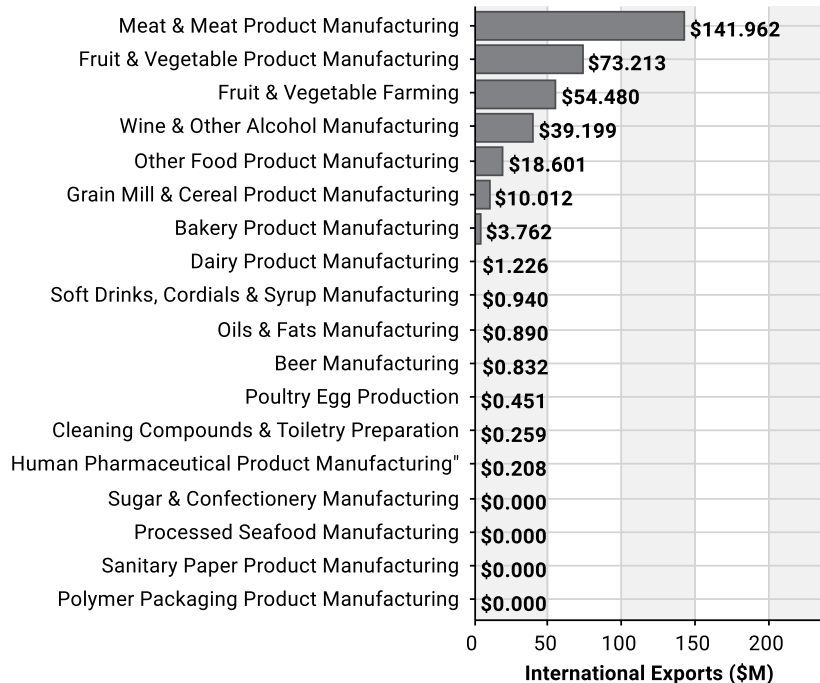 Meat & Meat Product Manufacturing $141.962
Fruit & Vegetable Product Manufacturing $73.213
Fruit & Vegetable Farming $54.480
Wine & Other Alcohol Manufacturing $39.199
Other Food Product Manufacturing $18.601
Grain Mill & Cereal Product Manufacturing $10.012
Bakery Product Manufacturing $3.762
Dairy Product Manufacturing $1.226
Soft Drinks, Cordials & Syrup Manufacturing $0.940
Oils & Fats Manufacturing $0.890
Beer Manufacturing $0.832
Poultry Egg Production $0.451
Cleaning Compounds & Toiletry Preparation $0.259
Human Pharmaceutical Product Manufacturing" $0.208
Sugar & Confectionery Manufacturing $0.000
Processed Seafood Manufacturing $0.000
Sanitary Paper Product Manufacturing $0.000
Polymer Packaging Product Manufacturing $0.000
0 50 100 150 200
International Exports ($M)